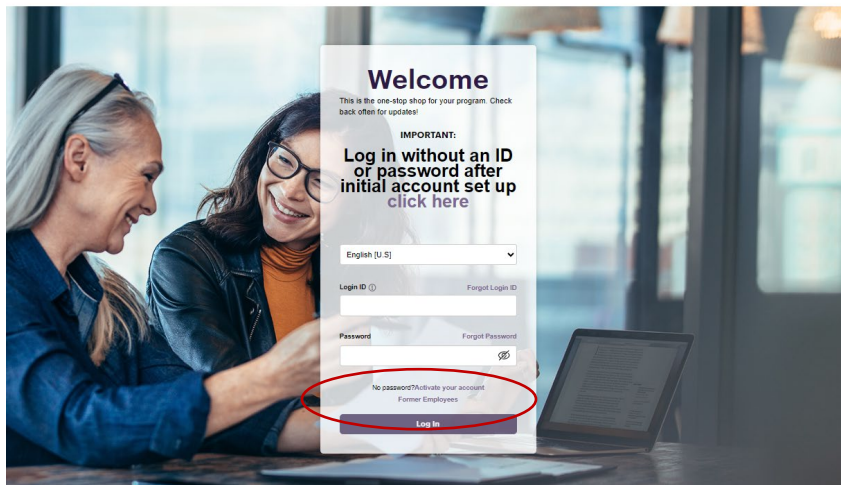 Welcome
This is the one-stop shop for your program. Check
back often for updates!
IMPORTANT:
Log in without an ID
or password after
initial account set up
click here
English [U.S]
Login ID
Forgot Login ID
Password
Forgot Password
No password?Activate your account
Former Employees
Log In